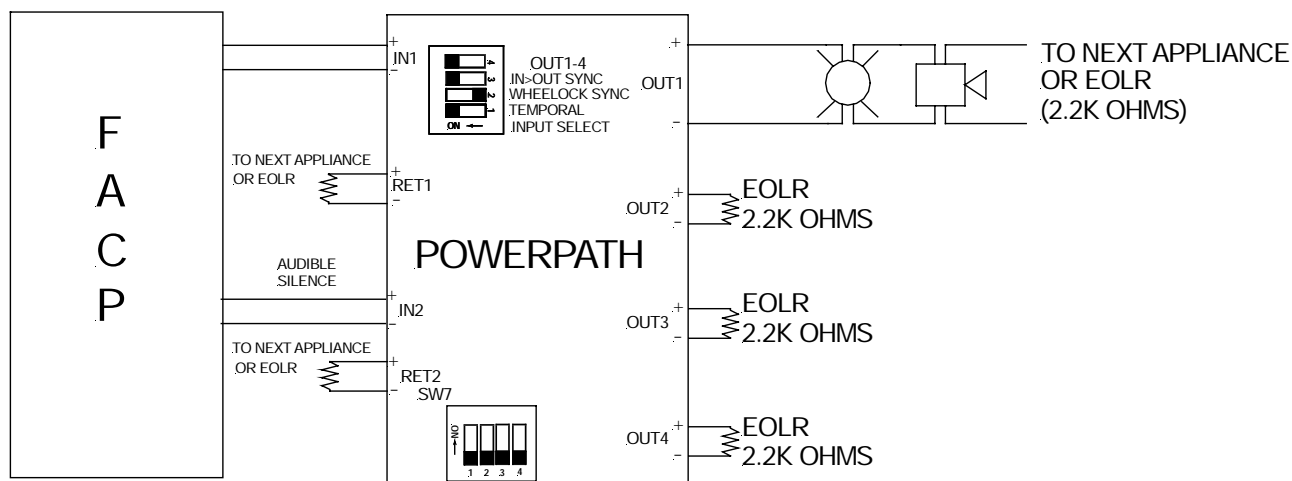 F
A
C
P
+
IN1
-
4
3
2
1
ON
OUT1-4
IN>OUT SYNC
WHEELOCK SYNC
TEMPORAL
INPUT SELECT
+
OUT1
-
TO NEXT APPLIANCE
OR EOLR
(2.2K OHMS)
TO NEXT APPLIANCE
OR EOLR
+
RET1
-
+
OUT2
-
EOLR
2.2K OHMS
POWERPATH
AUDIBLE
SILENCE
+
IN2
-
+
OUT3
-
EOLR
2.2K OHMS
TO NEXT APPLIANCE
OR EOLR
+
RET2
-
SW7
ON
1 2 3 4
+
OUT4
-
EOLR
2.2K OHMS